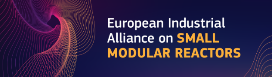 European Industrial
Alliance on SMALL
MODULAR REACTORS